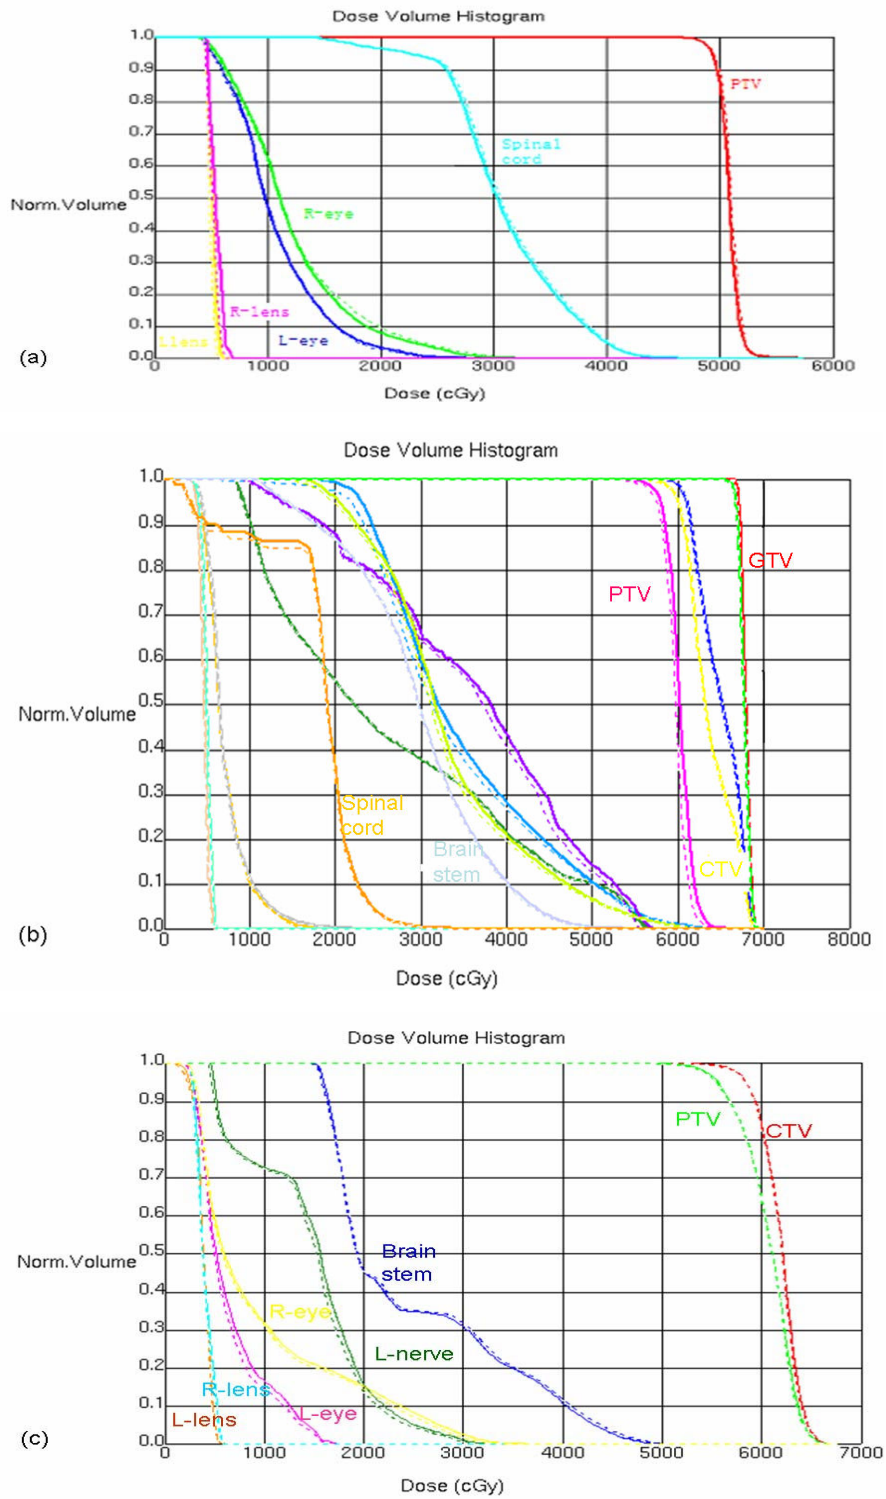 Dose Volume Histogram
1.0
0.9
0.8
0.7
0.6
0.5
0.4
0.3
0.2
0.1
0.0
Norm.Volume
PTV
Spinal
cord
R-eye
R-lens
Llens
L-eye
(a)
0 1000 2000 3000 4000 5000 6000
Dose (cGy)
Dose Volume Histogram
1.0
0.9
0.8
0.7
0.6
0.5
0.4
0.3
0.2
0.1
0.0
Norm.Volume
GTV
PTV
Spinal
cord
Brain
stem
CTV
(b)
0 1000 2000 3000 4000 5000 6000 7000 8000
Dose (cGy)
Dose Volume Histogram
1.0
0.9
0.8
0.7
0.6
0.5
0.4
0.3
0.2
0.1
0.0
Norm.Volume
PTV
CTV
Brain
stem
R-eye
L-nerve
R-lens
L-lens
L-eye
(c)
0 1000 2000 3000 4000 5000 6000 7000
Dose (cGy)